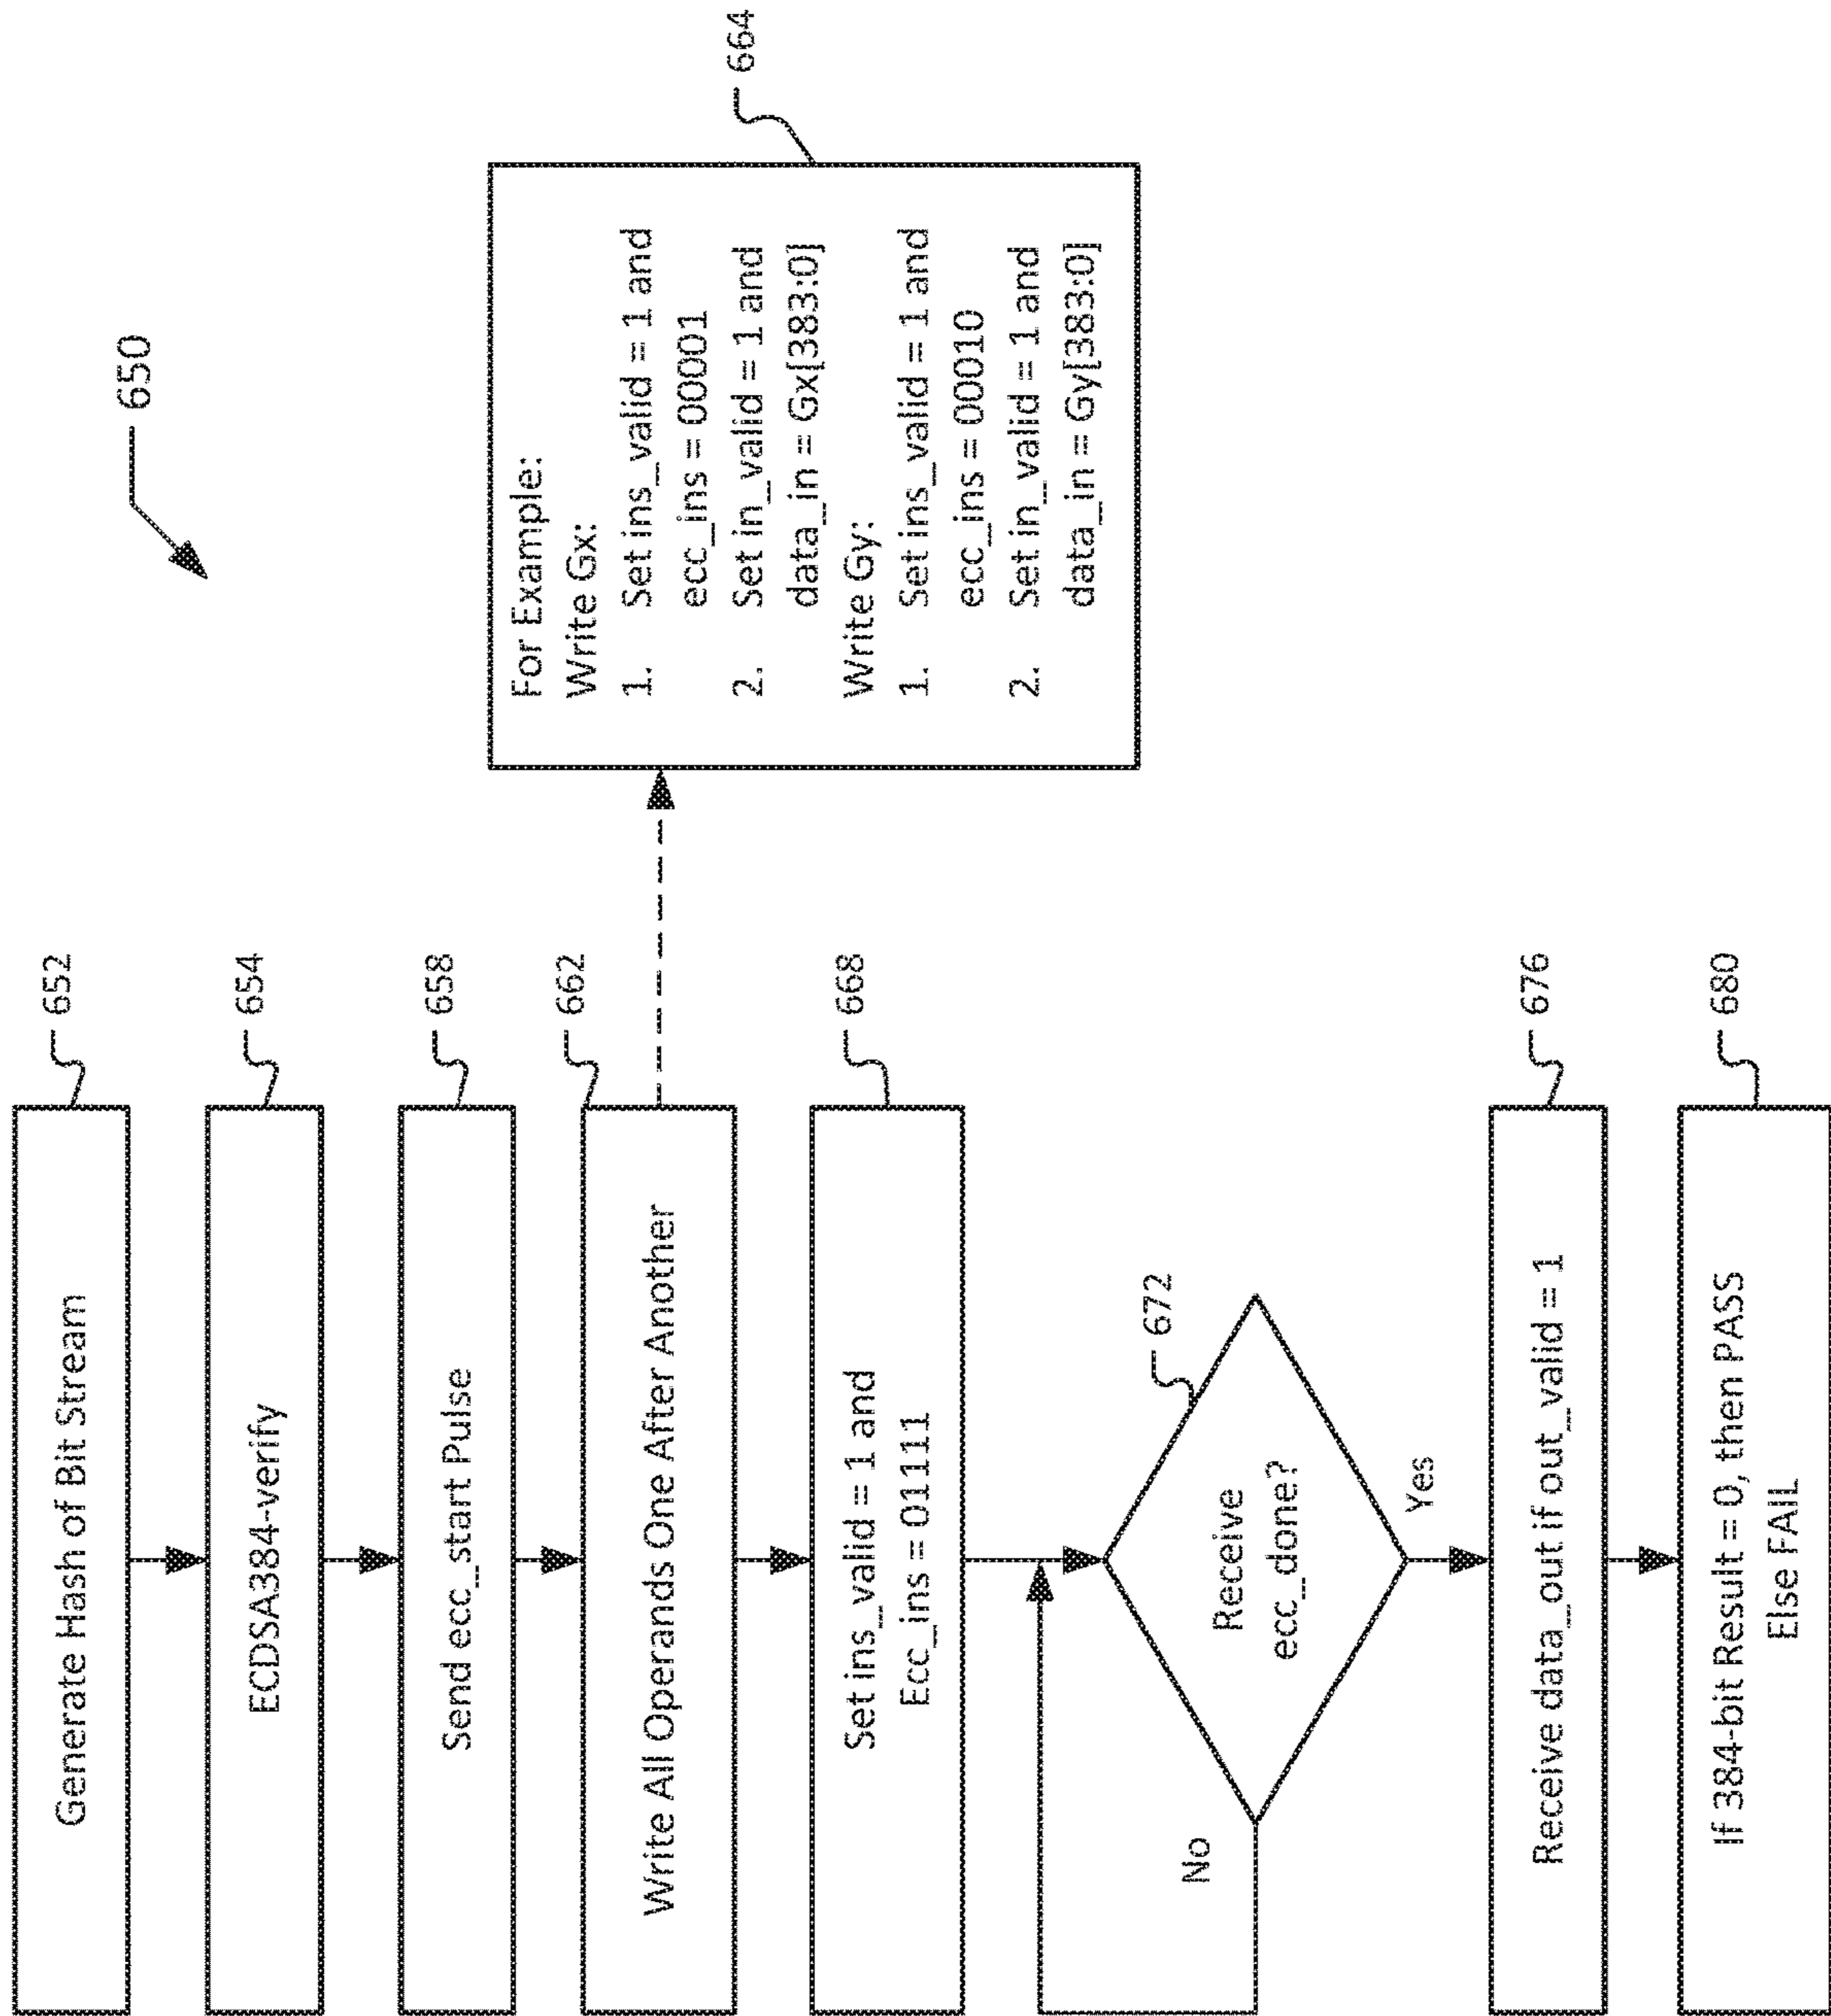 650
Generate Hash of Bit Stream
652
ECDSA384-verify
654
Send ecc_start Pulse
658
Write All Operands One After Another
662
For Example:
Write Gx:
1. Set ins_valid = 1 and
ecc_ins = 00001
2. Set in_valid = 1 and
data_in = Gx[383:0]
Write Gy:
1. Set ins_valid = 1 and
ecc_ins = 00010
2. Set in_valid = 1 and
data_in = Gy[383:0]
664
Set ins_valid = 1 and
Ecc_ins = 01111
668
Receive
ecc_done?
672
No
Yes
Receive data_out if out_valid = 1
676
If 384-bit Result = 0, then PASS
Else FAIL
680